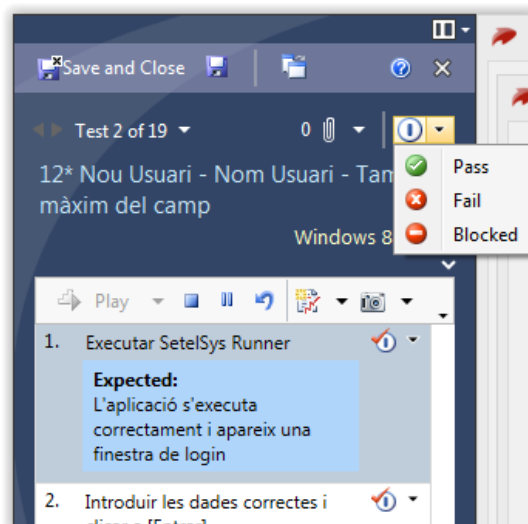 Save and Close
Test 2 of 19
0
12* Nou Usuari - Nom Usuari - Tam
màxim del camp
Pass
Fail
Blocked
Windows 8
Play
1. Executar SetelSys Runner
Expected:
L'aplicació s'executa
correctament i apareix una
finestra de login
2. Introduir les dades correctes i